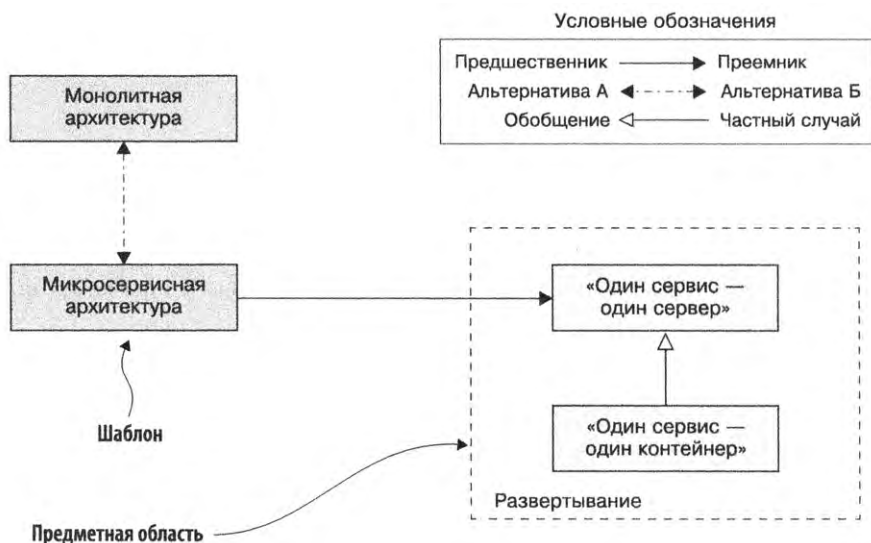 Условные обозначения
Предшественник Преемник
Альтернатива А Альтернатива Б
Обобщение Частный случай
Монолитная
архитектура
Микросервисная
архитектура
«Один сервис —
один сервер»
Шаблон
«Один сервис —
один контейнер»
Развертывание
Предметная область